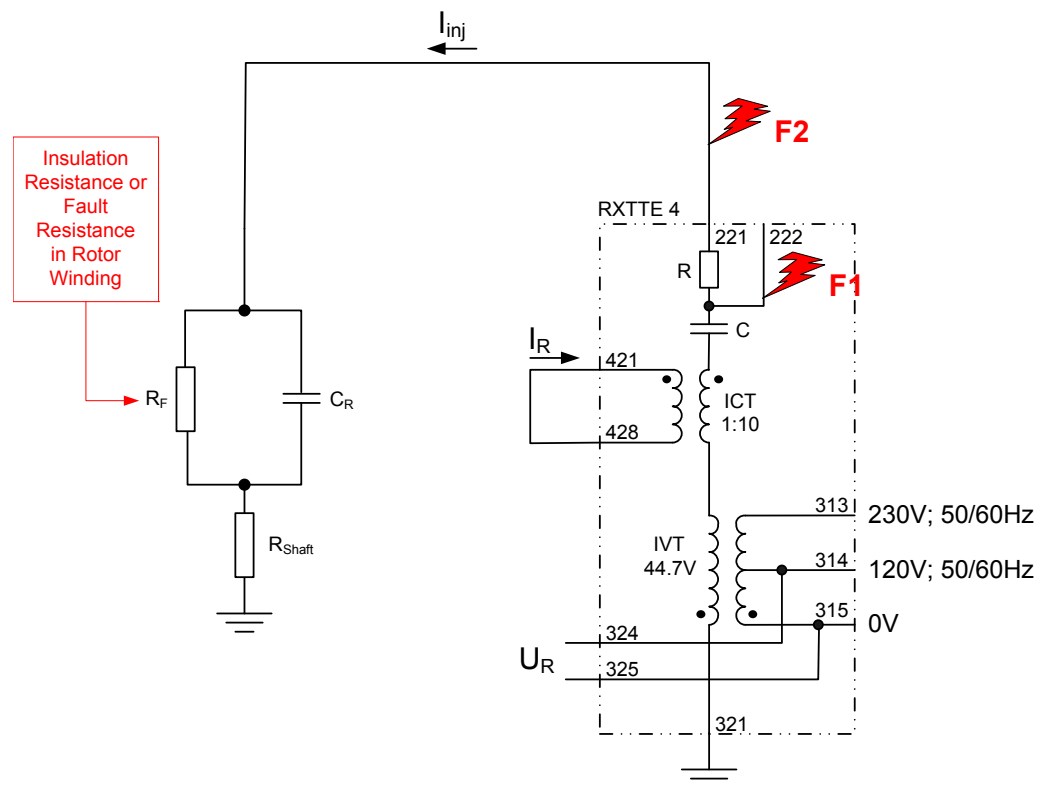 Iinj
F2
Insulation
Resistance or
Fault
Resistance
in Rotor
Winding
RXTTE 4
221
222
R
F1
C
IR
421
ICT
1:10
RF
CR
428
313
230V; 50/60Hz
IVT
44.7V
RShaft
314
120V; 50/60Hz
315
0V
324
UR
325
321